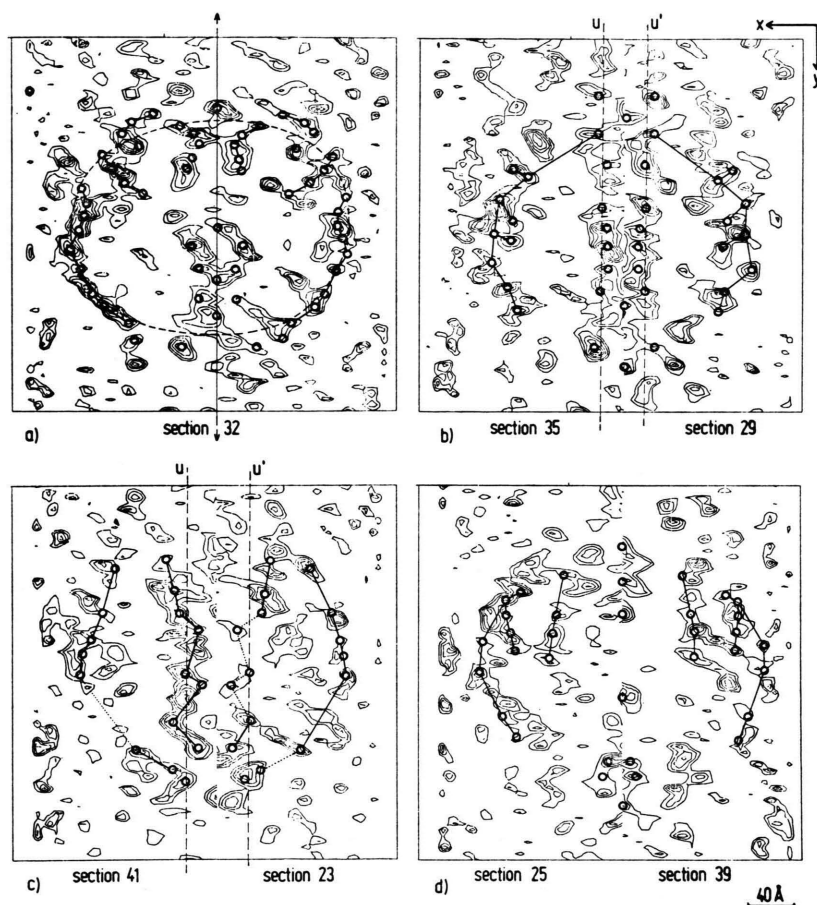 u u' x
y
a) section 32 b) section 35 section 29
u u'
c) section 41 section 23 d) section 25 section 39
40 Å